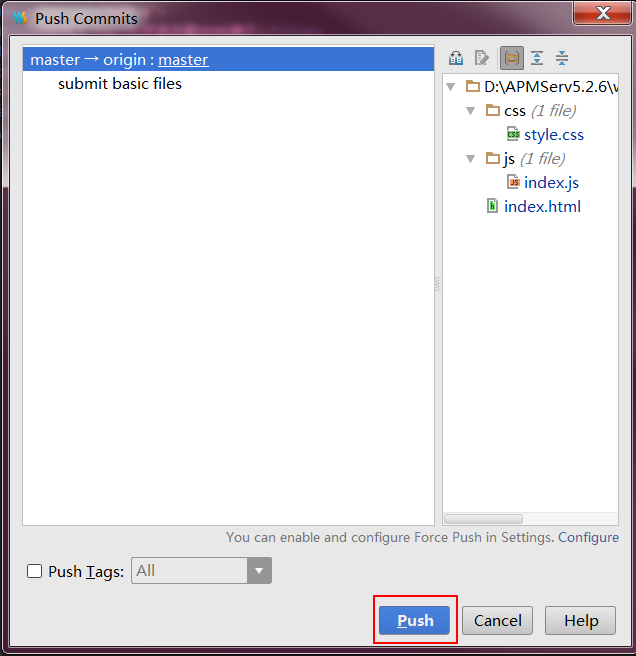 Push Commits
master → origin : master
submit basic files
D:\APMServ5.2.6\
css (1 file)
style.css
js (1 file)
index.js
index.html
You can enable and configure Force Push in Settings. Configure
Push Tags: All
Push Cancel Help